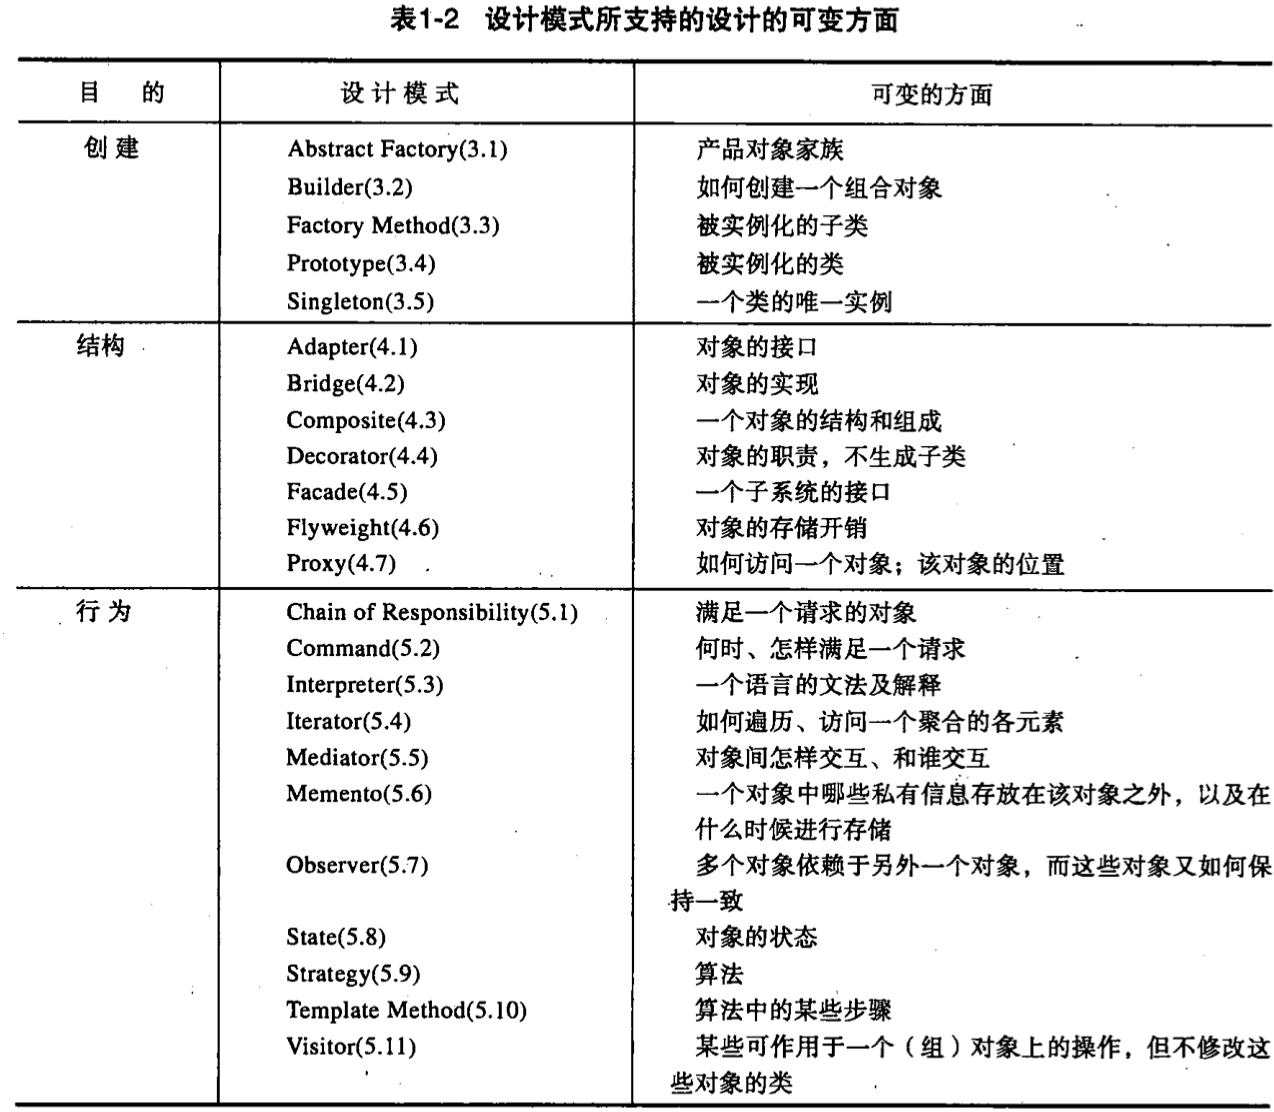 表1-2 设计模式所支持的设计的可变方面
目 的 设 计 模 式 可变的方面
创 建 Abstract Factory(3.1) 产品对象家族
Builder(3.2) 如何创建一个组合对象
Factory Method(3.3) 被实例化的子类
Prototype(3.4) 被实例化的类
Singleton(3.5) 一个类的唯一实例
结构 Adapter(4.1) 对象的接口
Bridge(4.2) 对象的实现
Composite(4.3) 一个对象的结构和组成
Decorator(4.4) 对象的职责，不生成子类
Facade(4.5) 一个子系统的接口
Flyweight(4.6) 对象的存储开销
Proxy(4.7) 如何访问一个对象；该对象的位置
行 为 Chain of Responsibility(5.1) 满足一个请求的对象
Command(5.2) 何时、怎样满足一个请求
Interpreter(5.3) 一个语言的文法及解释
Iterator(5.4) 如何遍历、访问一个聚合的各元素
Mediator(5.5) 对象间怎样交互、和谁交互
Memento(5.6) 一个对象中哪些私有信息存放在该对象之外，以及在
什么时候进行存储
Observer(5.7) 多个对象依赖于另外一个对象，而这些对象又如何保
持一致
State(5.8) 对象的状态
Strategy(5.9) 算法
Template Method(5.10) 算法中的某些步骤
Visitor(5.11) 某些可作用于一个（组）对象上的操作，但不修改这
些对象的类